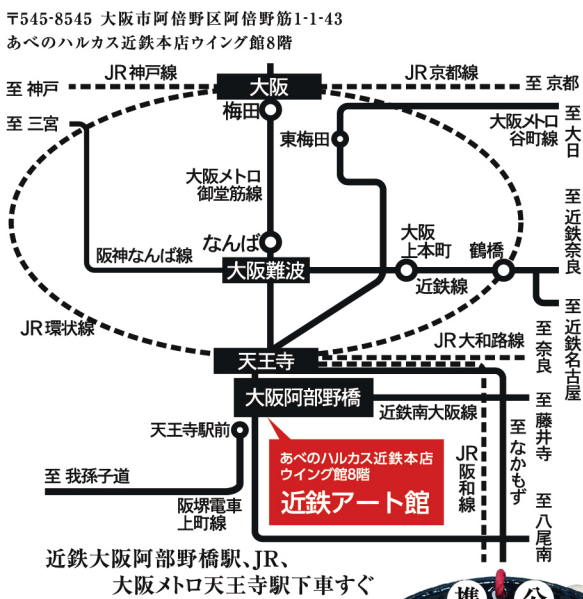 〒545-8545 大阪市阿倍野区阿倍野筋1-1-43
あべのハルカス近鉄本店ウイング館8階
JR神戸線
JR京都線
至 神戸
大阪
至 京都
梅田
至 三宮
東梅田
大阪メトロ
谷町線
至 大日
大阪メトロ
御堂筋線
至 近鉄奈良
なんば
大阪
上本町
鶴橋
阪神なんば線
大阪難波
近鉄線
至 近鉄名古屋
JR環状線
JR大和路線
至 奈良
天王寺
大阪阿部野橋
近鉄南大阪線
至 藤井寺
天王寺駅前
至 なかもず
JR阪和線
あべのハルカス近鉄本店
ウイング館8階
近鉄アート館
至 我孫子道
阪堺電車
上町線
至 八尾南
近鉄大阪阿部野橋駅、JR、
大阪メトロ天王寺駅下車すぐ
携 公